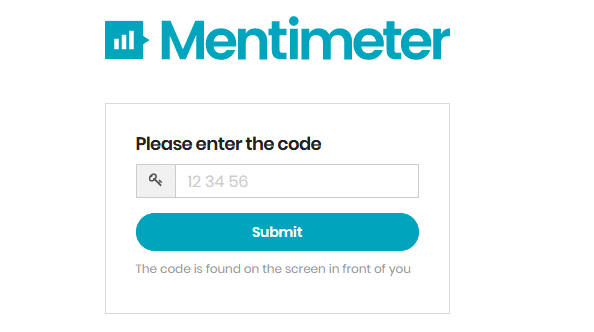 Mentimeter
Please enter the code
12 34 56
Submit
The code is found on the screen in front of you